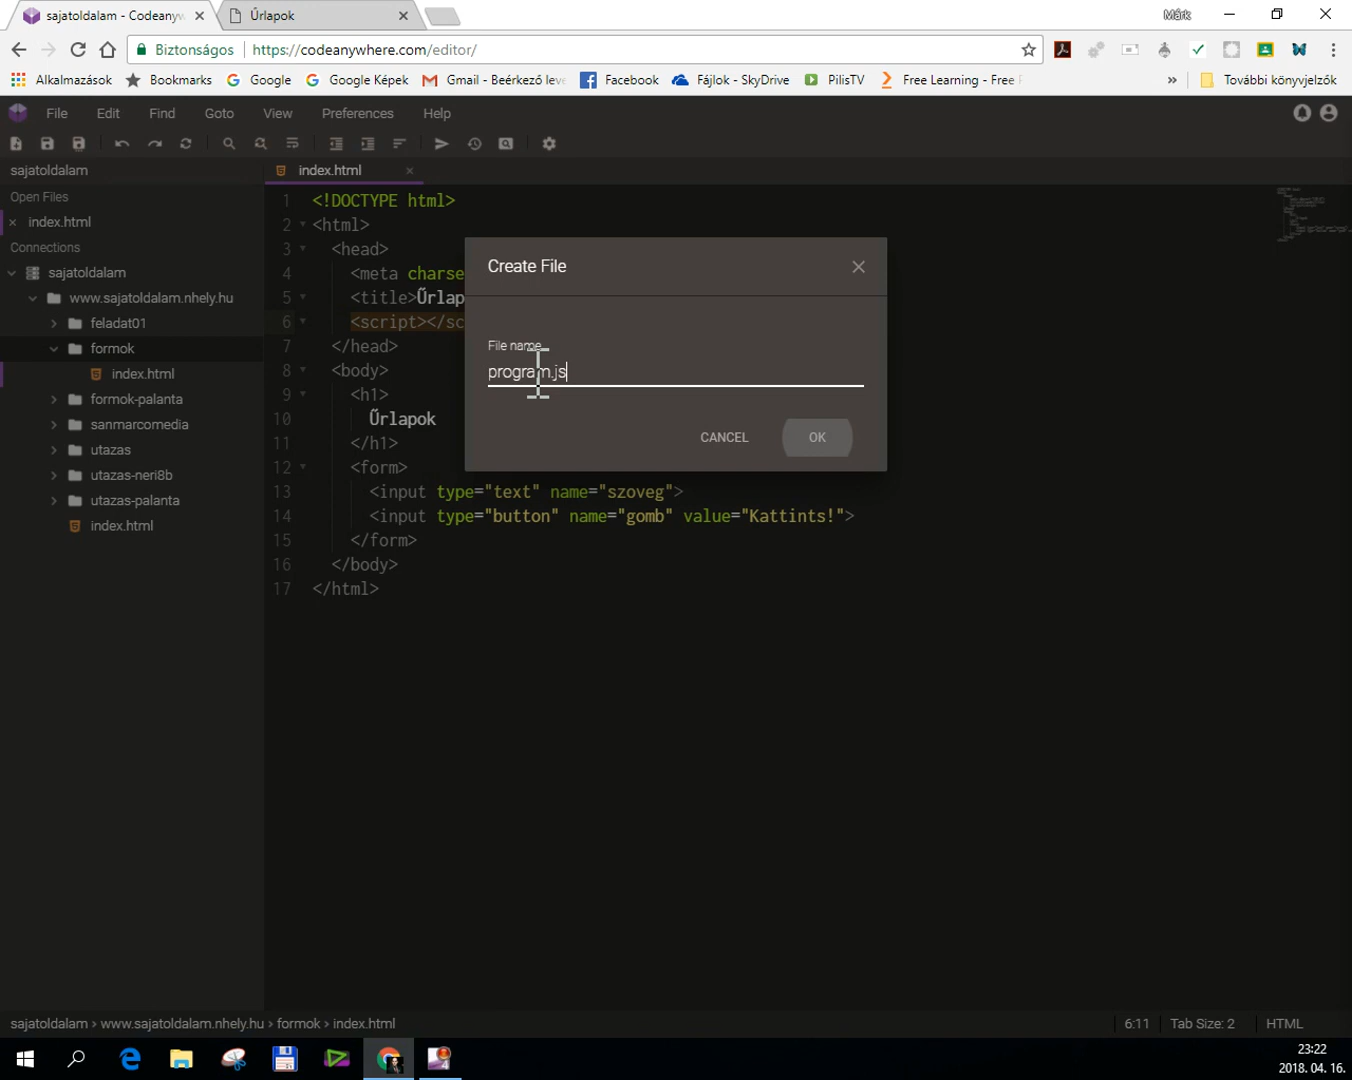 sajatoldalam - Codeanyw
Űrlapok
Márk
Biztonságos
https://codeanywhere.com/editor/
Alkalmazások
Bookmarks
Google
Google Képek
Gmail - Beérkező leve
Facebook
Fájlok - SkyDrive
PilisTV
Free Learning - Free
»
További könyvjelzők
File
Edit
Find
Goto
View
Preferences
Help
sajatoldalam
index.html
Open Files
index.html
Connections
sajatoldalam
www.sajatoldalam.nhely.hu
feladat01
formok
index.html
formok-palanta
sanmarcomedia
utazas
utazas-neri8b
utazas-palanta
index.html
1 <!DOCTYPE html>
2 <html>
3 <head>
4 <meta charse
5 <title>Űrlap
6 <script></sc
7 </head>
8 <body>
9 <h1>
10 Űrlapok
11 </h1>
12 <form>
13 <input type="text" name="szoveg">
14 <input type="button" name="gomb" value="Kattints!">
15 </form>
16 </body>
17 </html>
Create File
File name
program.js
CANCEL
OK
sajatoldalam › www.sajatoldalam.nhely.hu › formok › index.html
6:11
Tab Size: 2
HTML
23:22
2018. 04. 16.